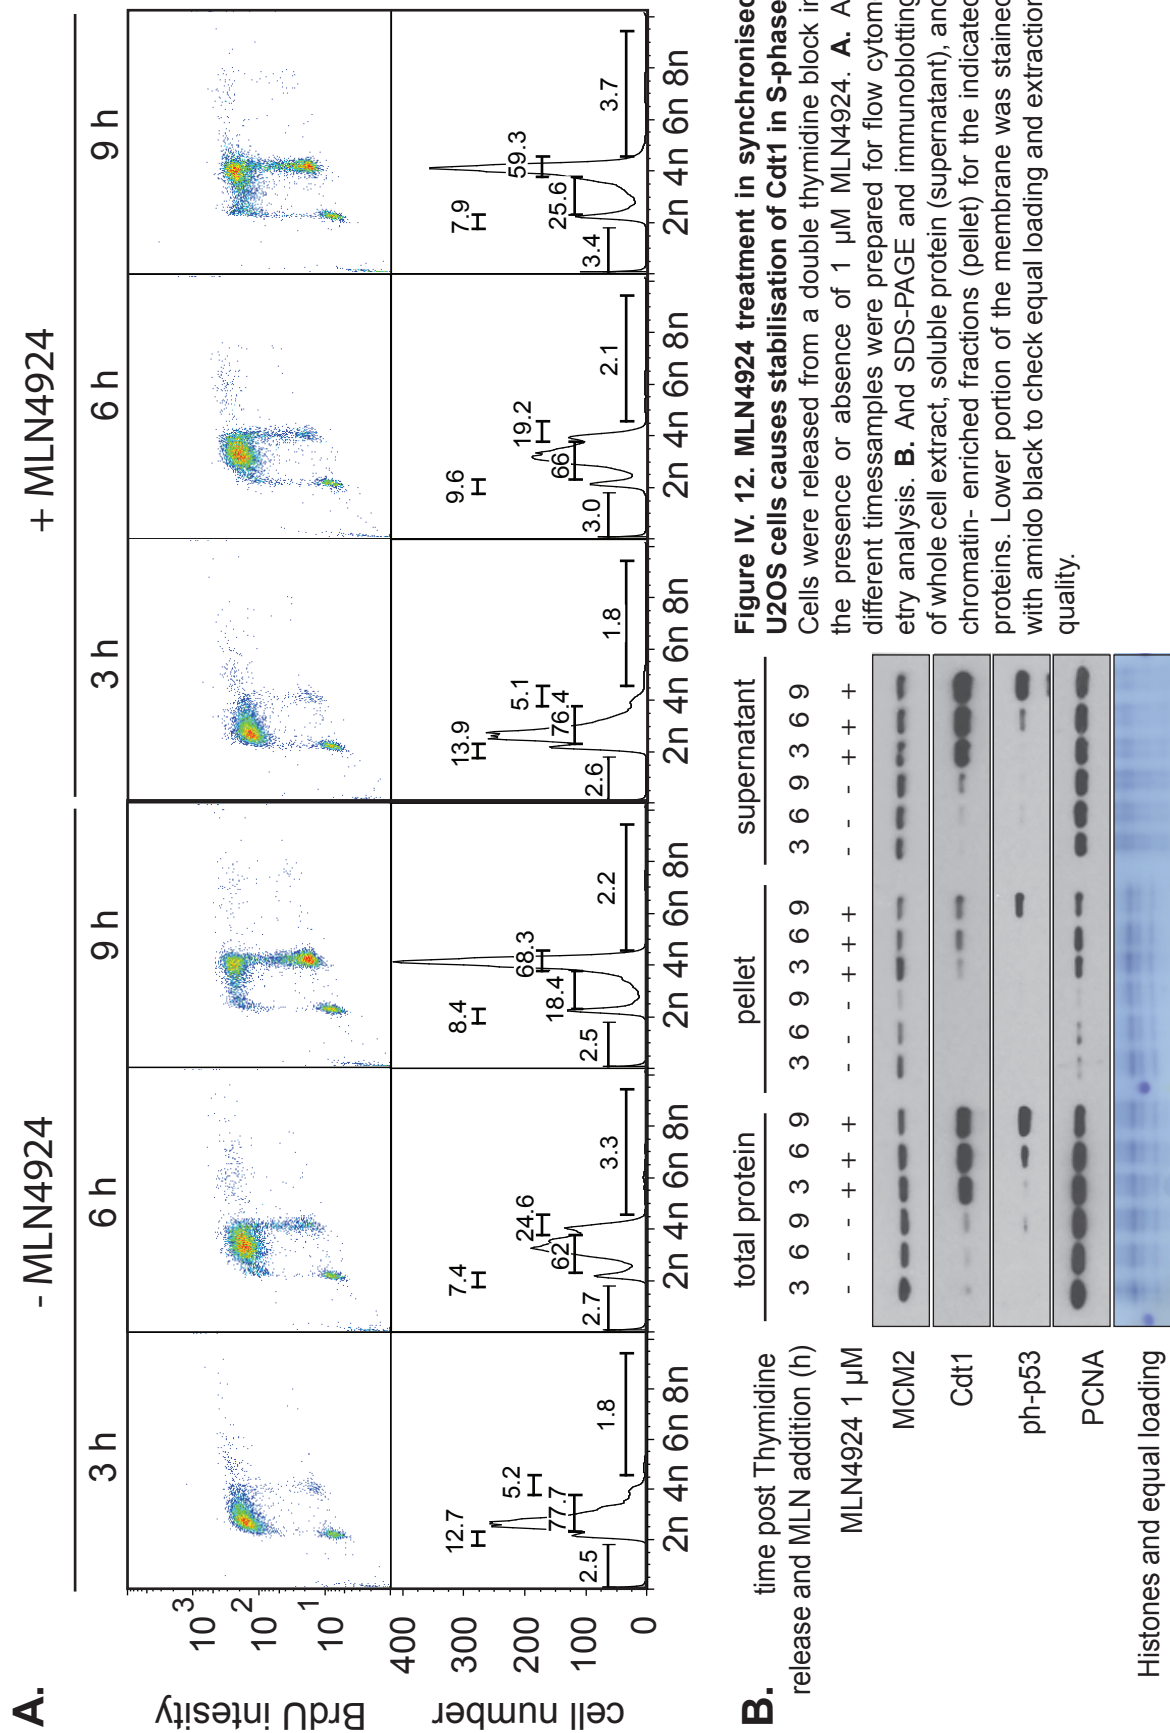 A.
- MLN4924
+ MLN4924
3 h
6 h
9 h
3 h
6 h
9 h
BrdU intesity
10 3
10 2
10 1
cell number
400
300
200
100
0
2.5
12.7
77.7
5.2
1.8
2.7
7.4
62
24.6
3.3
2.5
8.4
18.4
68.3
2.2
2.6
13.9
76.4
5.1
1.8
3.0
9.6
66
19.2
2.1
3.4
7.9
25.6
59.3
3.7
2n 4n 6n 8n
2n 4n 6n 8n
2n 4n 6n 8n
2n 4n 6n 8n
2n 4n 6n 8n
2n 4n 6n 8n
B.
total protein
pellet
supernatant
time post Thymidine
release and MLN addition (h)
3 6 9 3 6 9
3 6 9 3 6 9
3 6 9 3 6 9
MLN4924 1 µM
- - - + + +
- - - + + +
- - - + + +
MCM2
Cdt1
ph-p53
PCNA
Histones and equal loading
Figure IV. 12. MLN4924 treatment in synchronised
U2OS cells causes stabilisation of Cdt1 in S-phase
Cells were released from a double thymidine block in
the presence or absence of 1 µM MLN4924. A. A
different timessamples were prepared for flow cytom
etry analysis. B. And SDS-PAGE and immunoblotting
of whole cell extract, soluble protein (supernatant), and
chromatin- enriched fractions (pellet) for the indicated
proteins. Lower portion of the membrane was stained
with amido black to check equal loading and extraction
quality.